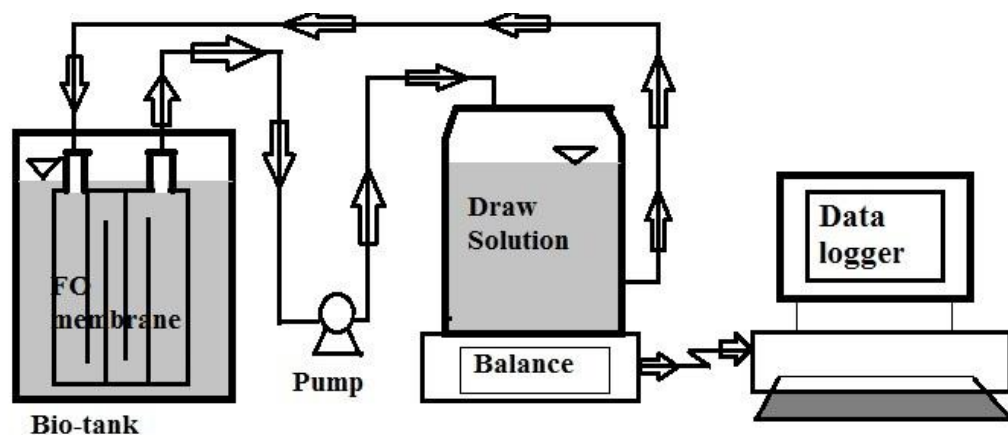 FO
membrane
Bio-tank
Pump
Draw
Solution
Balance
Data
logger